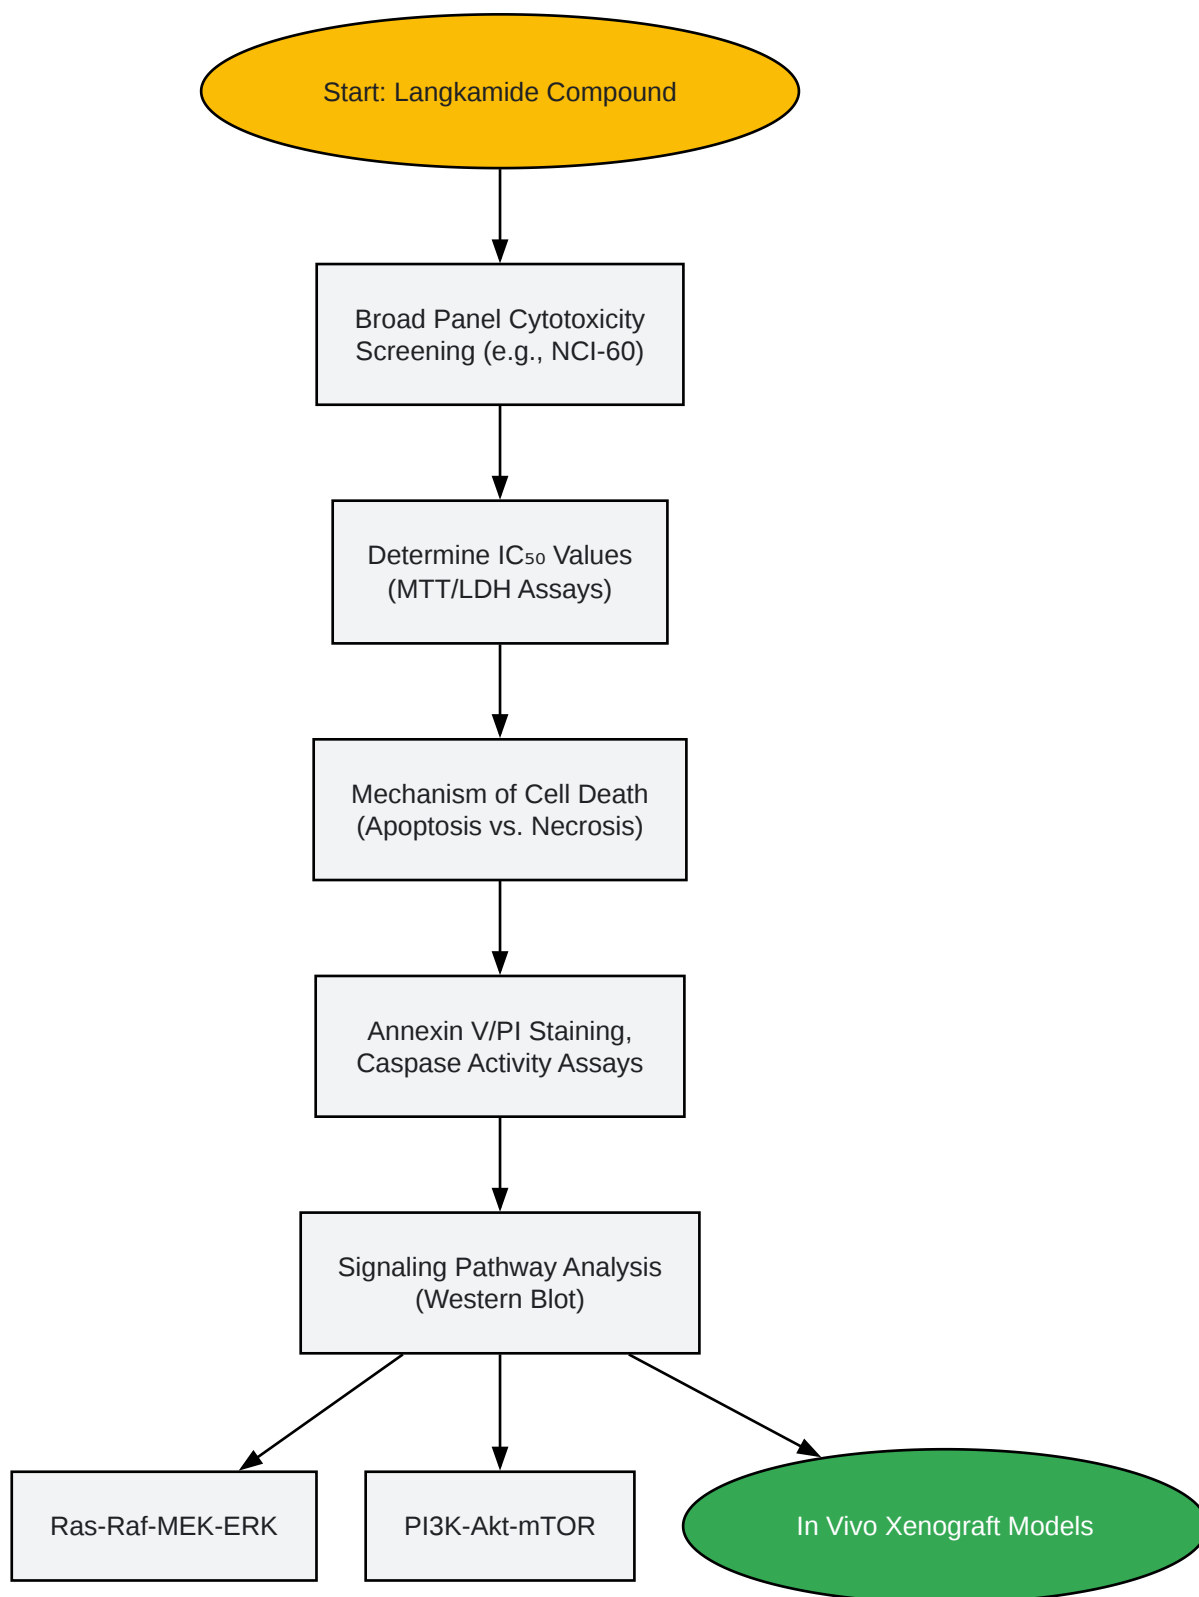 Start: Langkamide Compound
Broad Panel Cytotoxicity
Screening (e.g., NCI-60)
Determine IC₅₀ Values
(MTT/LDH Assays)
Mechanism of Cell Death
(Apoptosis vs. Necrosis)
Annexin V/PI Staining,
Caspase Activity Assays
Signaling Pathway Analysis
(Western Blot)
Ras-Raf-MEK-ERK
PI3K-Akt-mTOR
In Vivo Xenograft Models